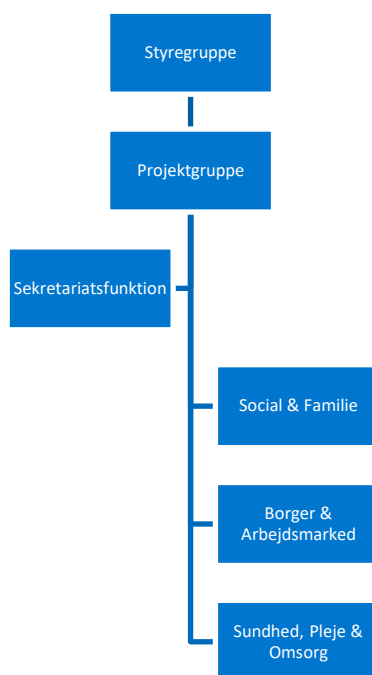 Styregruppe
Projektgruppe
Sekretariatsfunktion
Social & Familie
Borger &
Arbejdsmarked
Sundhed, Pleje &
Omsorg